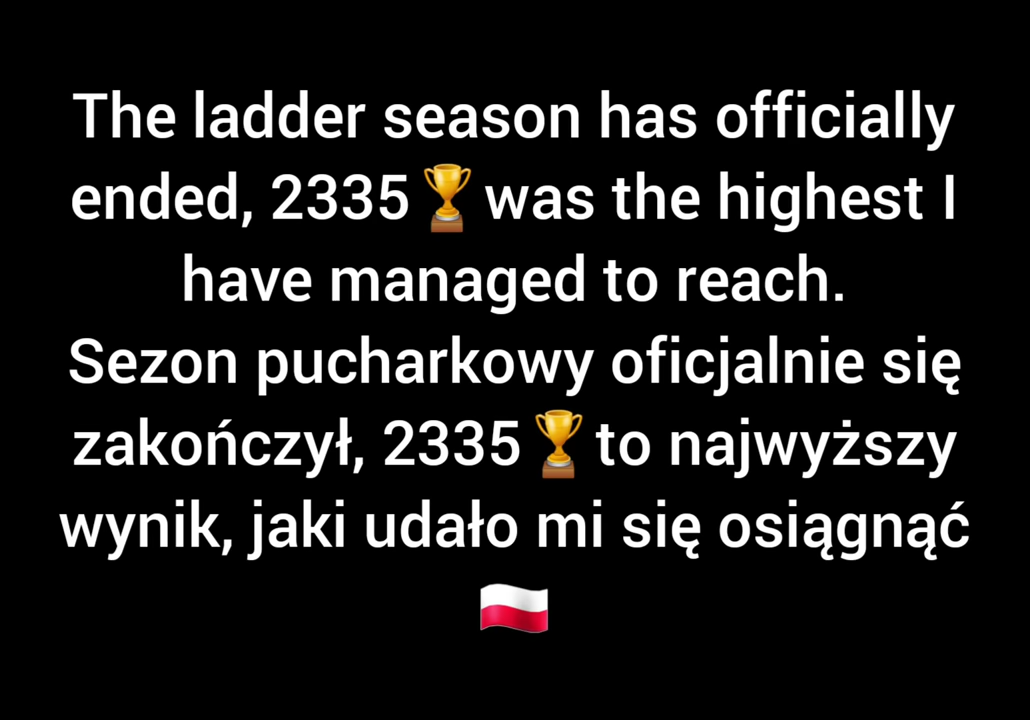 The ladder season has officially
ended, 2335🏆was the highest I
have managed to reach.
Sezon pucharkowy oficjalnie się
zakończył, 2335🏆to najwyższy
wynik, jaki udało mi się osiągnąć
🇵🇱